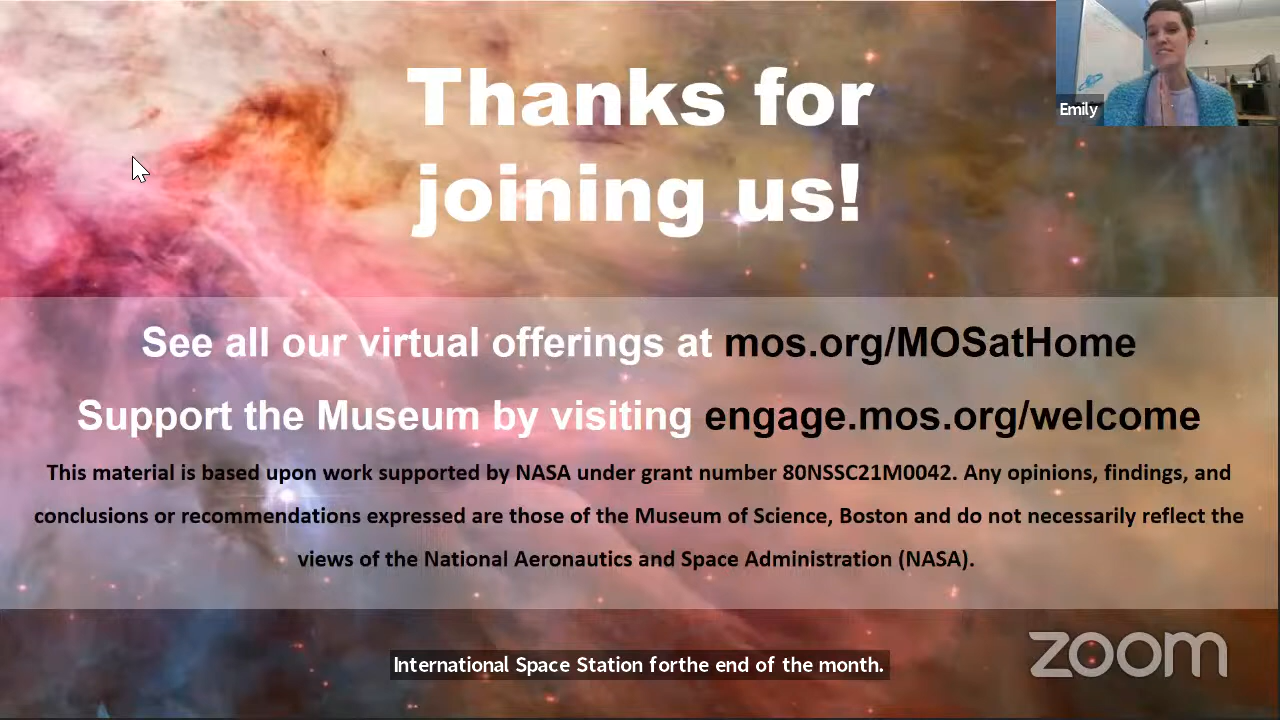 Thanks for
joining us!
Emily
See all our virtual offerings at mos.org/MOSatHome
Support the Museum by visiting engage.mos.org/welcome
This material is based upon work supported by NASA under grant number 80NSSC21M0042. Any opinions, findings, and
conclusions or recommendations expressed are those of the Museum of Science, Boston and do not necessarily reflect the
views of the National Aeronautics and Space Administration (NASA).
International Space Station forthe end of the month.
zoom